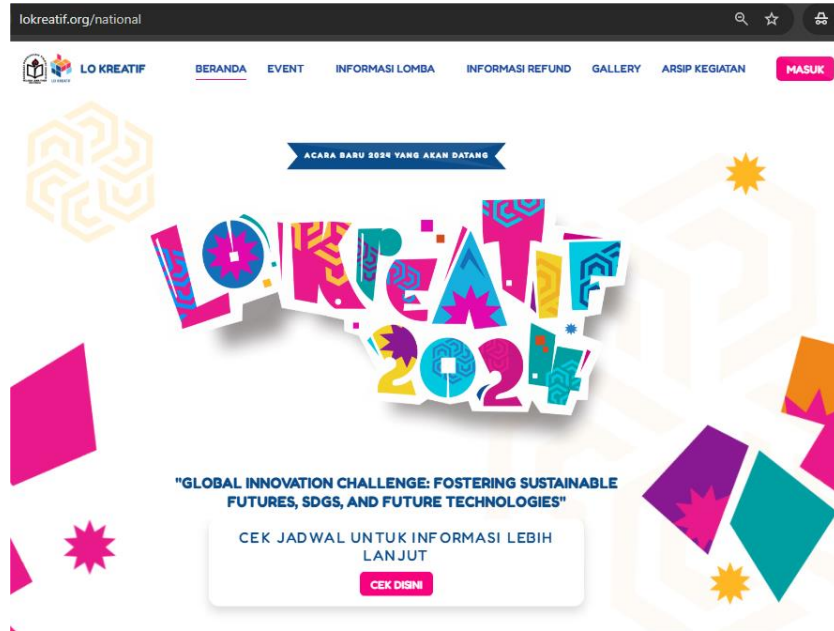 lokreatif.org/national
LO KREATIF
BERANDA EVENT INFORMASI LOMBA INFORMASI REFUND GALLERY ARSIP KEGIATAN MASUK
LO KREATIF
ACARA BARU 2024 YANG AKAN DATANG
LOKREATIF
2024
"GLOBAL INNOVATION CHALLENGE: FOSTERING SUSTAINABLE
FUTURES, SDGS, AND FUTURE TECHNOLOGIES"
CEK JADWAL UNTUK INFORMASI LEBIH
LANJUT
CEK DISINI